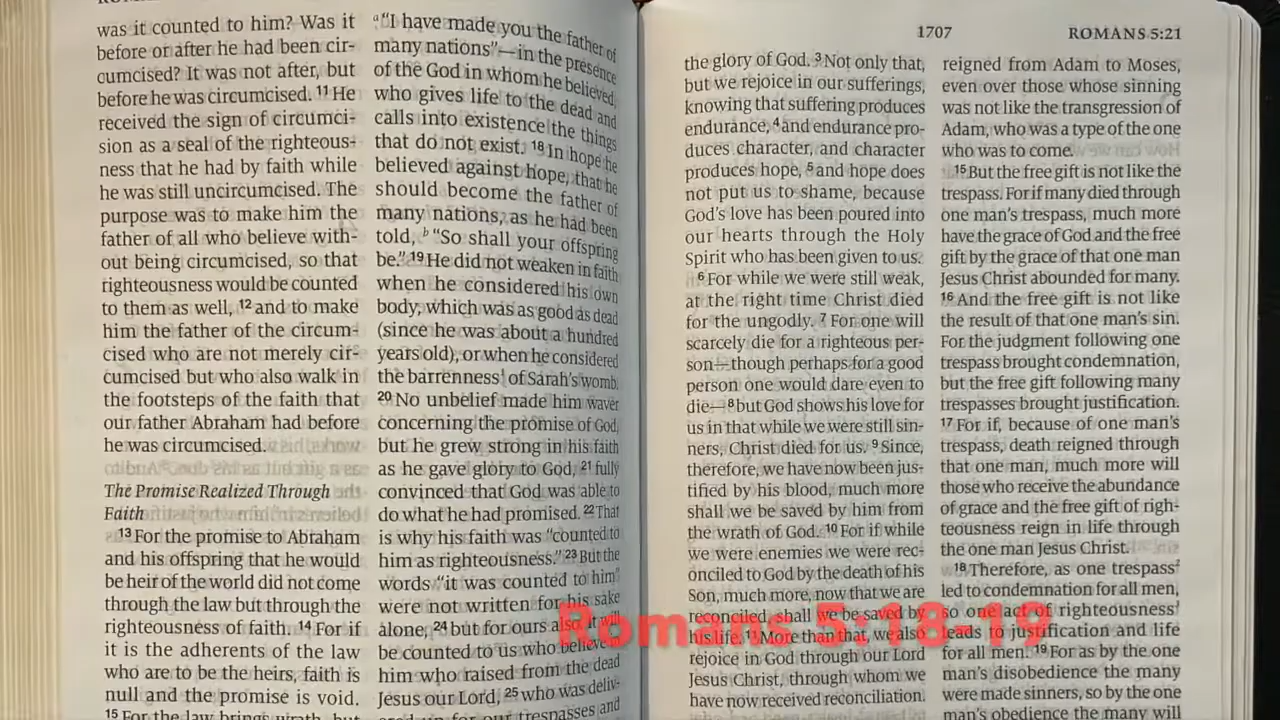 was it counted to him? Was it
before or after he had been cir-
cumcised? It was not after, but
before he was circumcised. 11 He
received the sign of circumci-
sion as a seal of the righteous-
ness that he had by faith while
he was still uncircumcised. The
purpose was to make him the
father of all who believe with-
out being circumcised, so that
righteousness would be counted
to them as well, 12 and to make
him the father of the circum-
cised who are not merely cir-
cumcised but who also walk in
the footsteps of the faith that
our father Abraham had before
he was circumcised.
The Promise Realized Through
Faith
13 For the promise to Abraham
and his offspring that he would
be heir of the world did not come
through the law but through the
righteousness of faith. 14 For if
it is the adherents of the law
who are to be the heirs, faith is
null and the promise is void.
15 For the law brings wrath, but
a "I have made you the father of
many nations"—in the presence
of the God in whom he believed,
who gives life to the dead and
calls into existence the things
that do not exist. 18 In hope he
believed against hope, that he
should become the father of
many nations, as he had been
told, b "So shall your offspring
be." 19 He did not weaken in faith
when he considered his own
body, which was as good as dead
(since he was about a hundred
years old), or when he considered
the barrenness of Sarah's womb.
20 No unbelief made him waver
concerning the promise of God,
but he grew strong in his faith
as he gave glory to God, 21 fully
convinced that God was able to
do what he had promised. 22 That
is why his faith was "counted to
him as righteousness." 23 But the
words "it was counted to him"
were not written for his sake
alone, 24 but for ours also. It will
be counted to us who believe in
him who raised from the dead
Jesus our Lord, 25 who was deliv-
ered up for our trespasses and
1707 ROMANS 5:21
the glory of God. 3 Not only that,
but we rejoice in our sufferings,
knowing that suffering produces
endurance, 4 and endurance pro-
duces character, and character
produces hope, 5 and hope does
not put us to shame, because
God's love has been poured into
our hearts through the Holy
Spirit who has been given to us.
6 For while we were still weak,
at the right time Christ died
for the ungodly. 7 For one will
scarcely die for a righteous per-
son—though perhaps for a good
person one would dare even to
die—8 but God shows his love for
us in that while we were still sin-
ners, Christ died for us. 9 Since,
therefore, we have now been jus-
tified by his blood, much more
shall we be saved by him from
the wrath of God. 10 For if while
we were enemies we were rec-
onciled to God by the death of his
Son, much more, now that we are
reconciled, shall we be saved by
his life. 11 More than that, we also
rejoice in God through our Lord
Jesus Christ, through whom we
have now received reconciliation.
reigned from Adam to Moses,
even over those whose sinning
was not like the transgression of
Adam, who was a type of the one
who was to come.
15 But the free gift is not like the
trespass. For if many died through
one man's trespass, much more
have the grace of God and the free
gift by the grace of that one man
Jesus Christ abounded for many.
16 And the free gift is not like
the result of that one man's sin.
For the judgment following one
trespass brought condemnation,
but the free gift following many
trespasses brought justification.
17 For if, because of one man's
trespass, death reigned through
that one man, much more will
those who receive the abundance
of grace and the free gift of righ-
teousness reign in life through
the one man Jesus Christ.
18 Therefore, as one trespass
led to condemnation for all men,
so one act of righteousness
leads to justification and life
for all men. 19 For as by the one
man's disobedience the many
were made sinners, so by the one
man's obedience the many will
Romans 5: 18-19